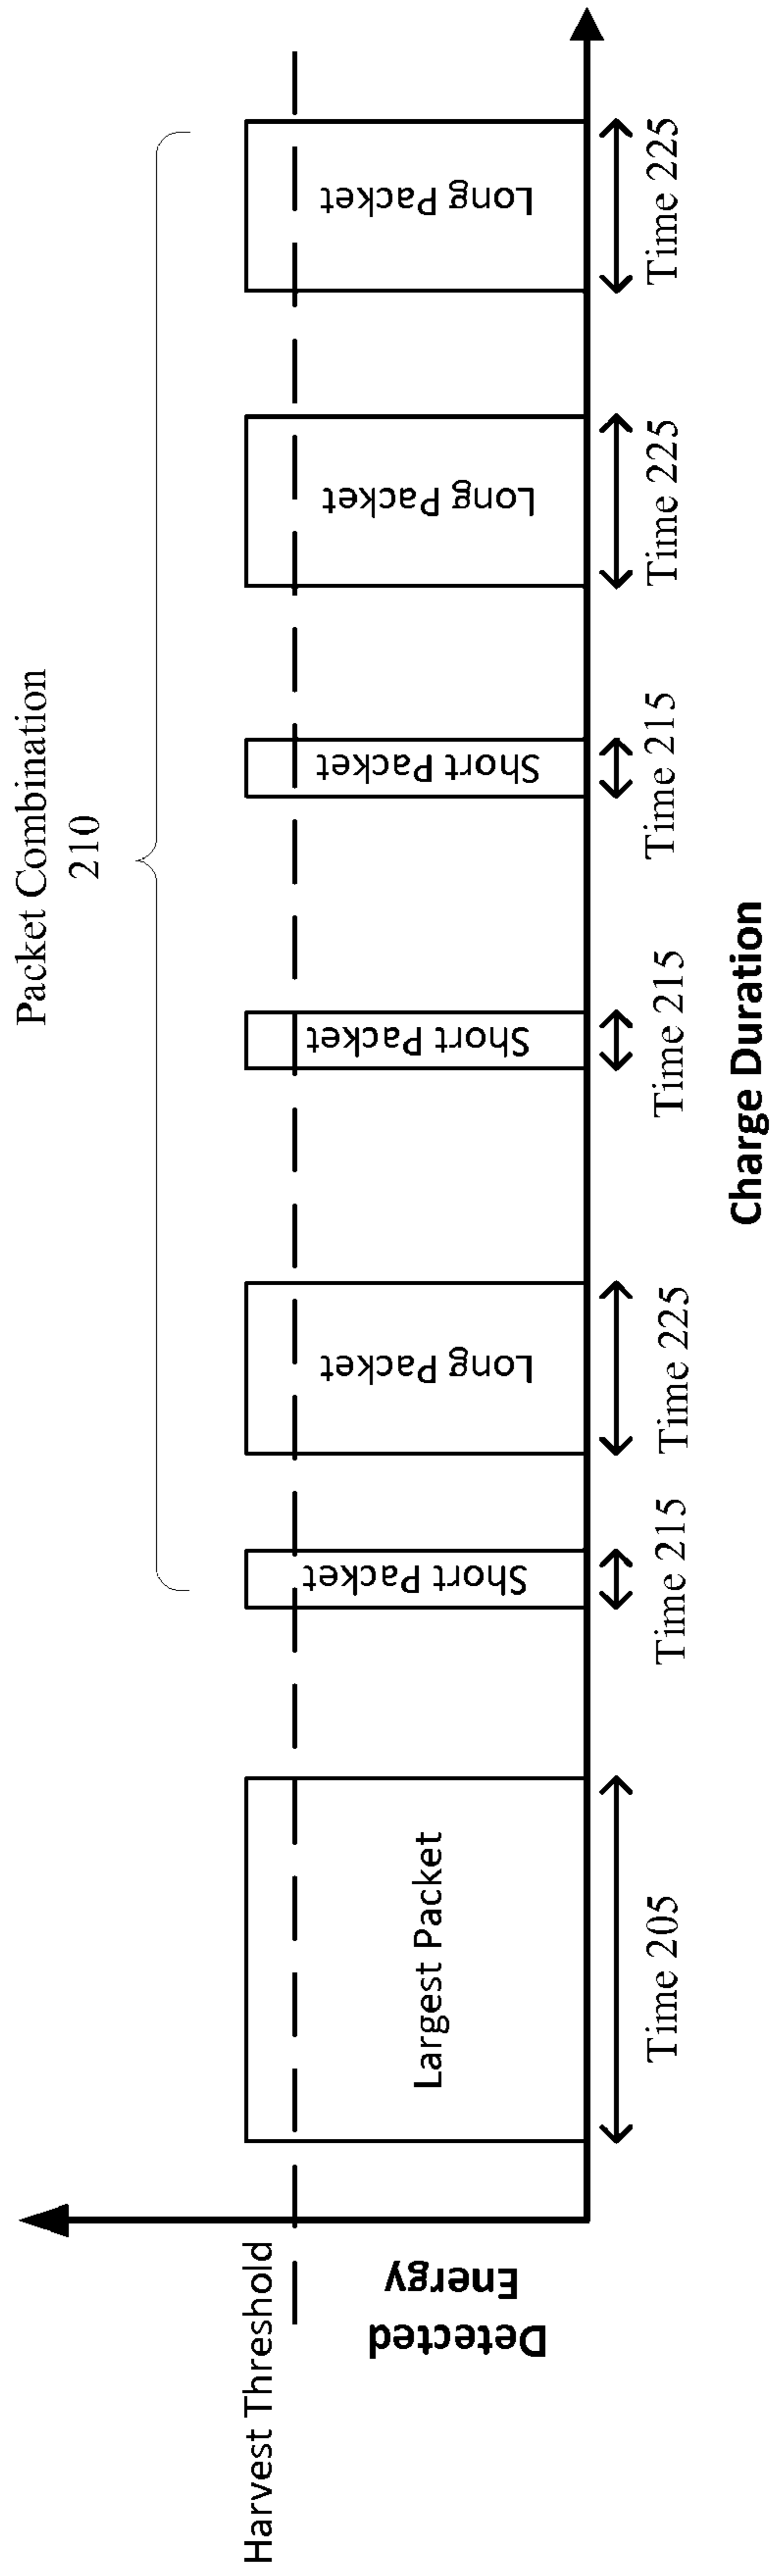 Packet Combination
210
Harvest Threshold
Detected
Energy
Largest Packet
Short Packet
Long Packet
Short Packet
Short Packet
Long Packet
Long Packet
Time 205
Time 215
Time 225
Time 215
Time 215
Time 225
Time 225
Charge Duration